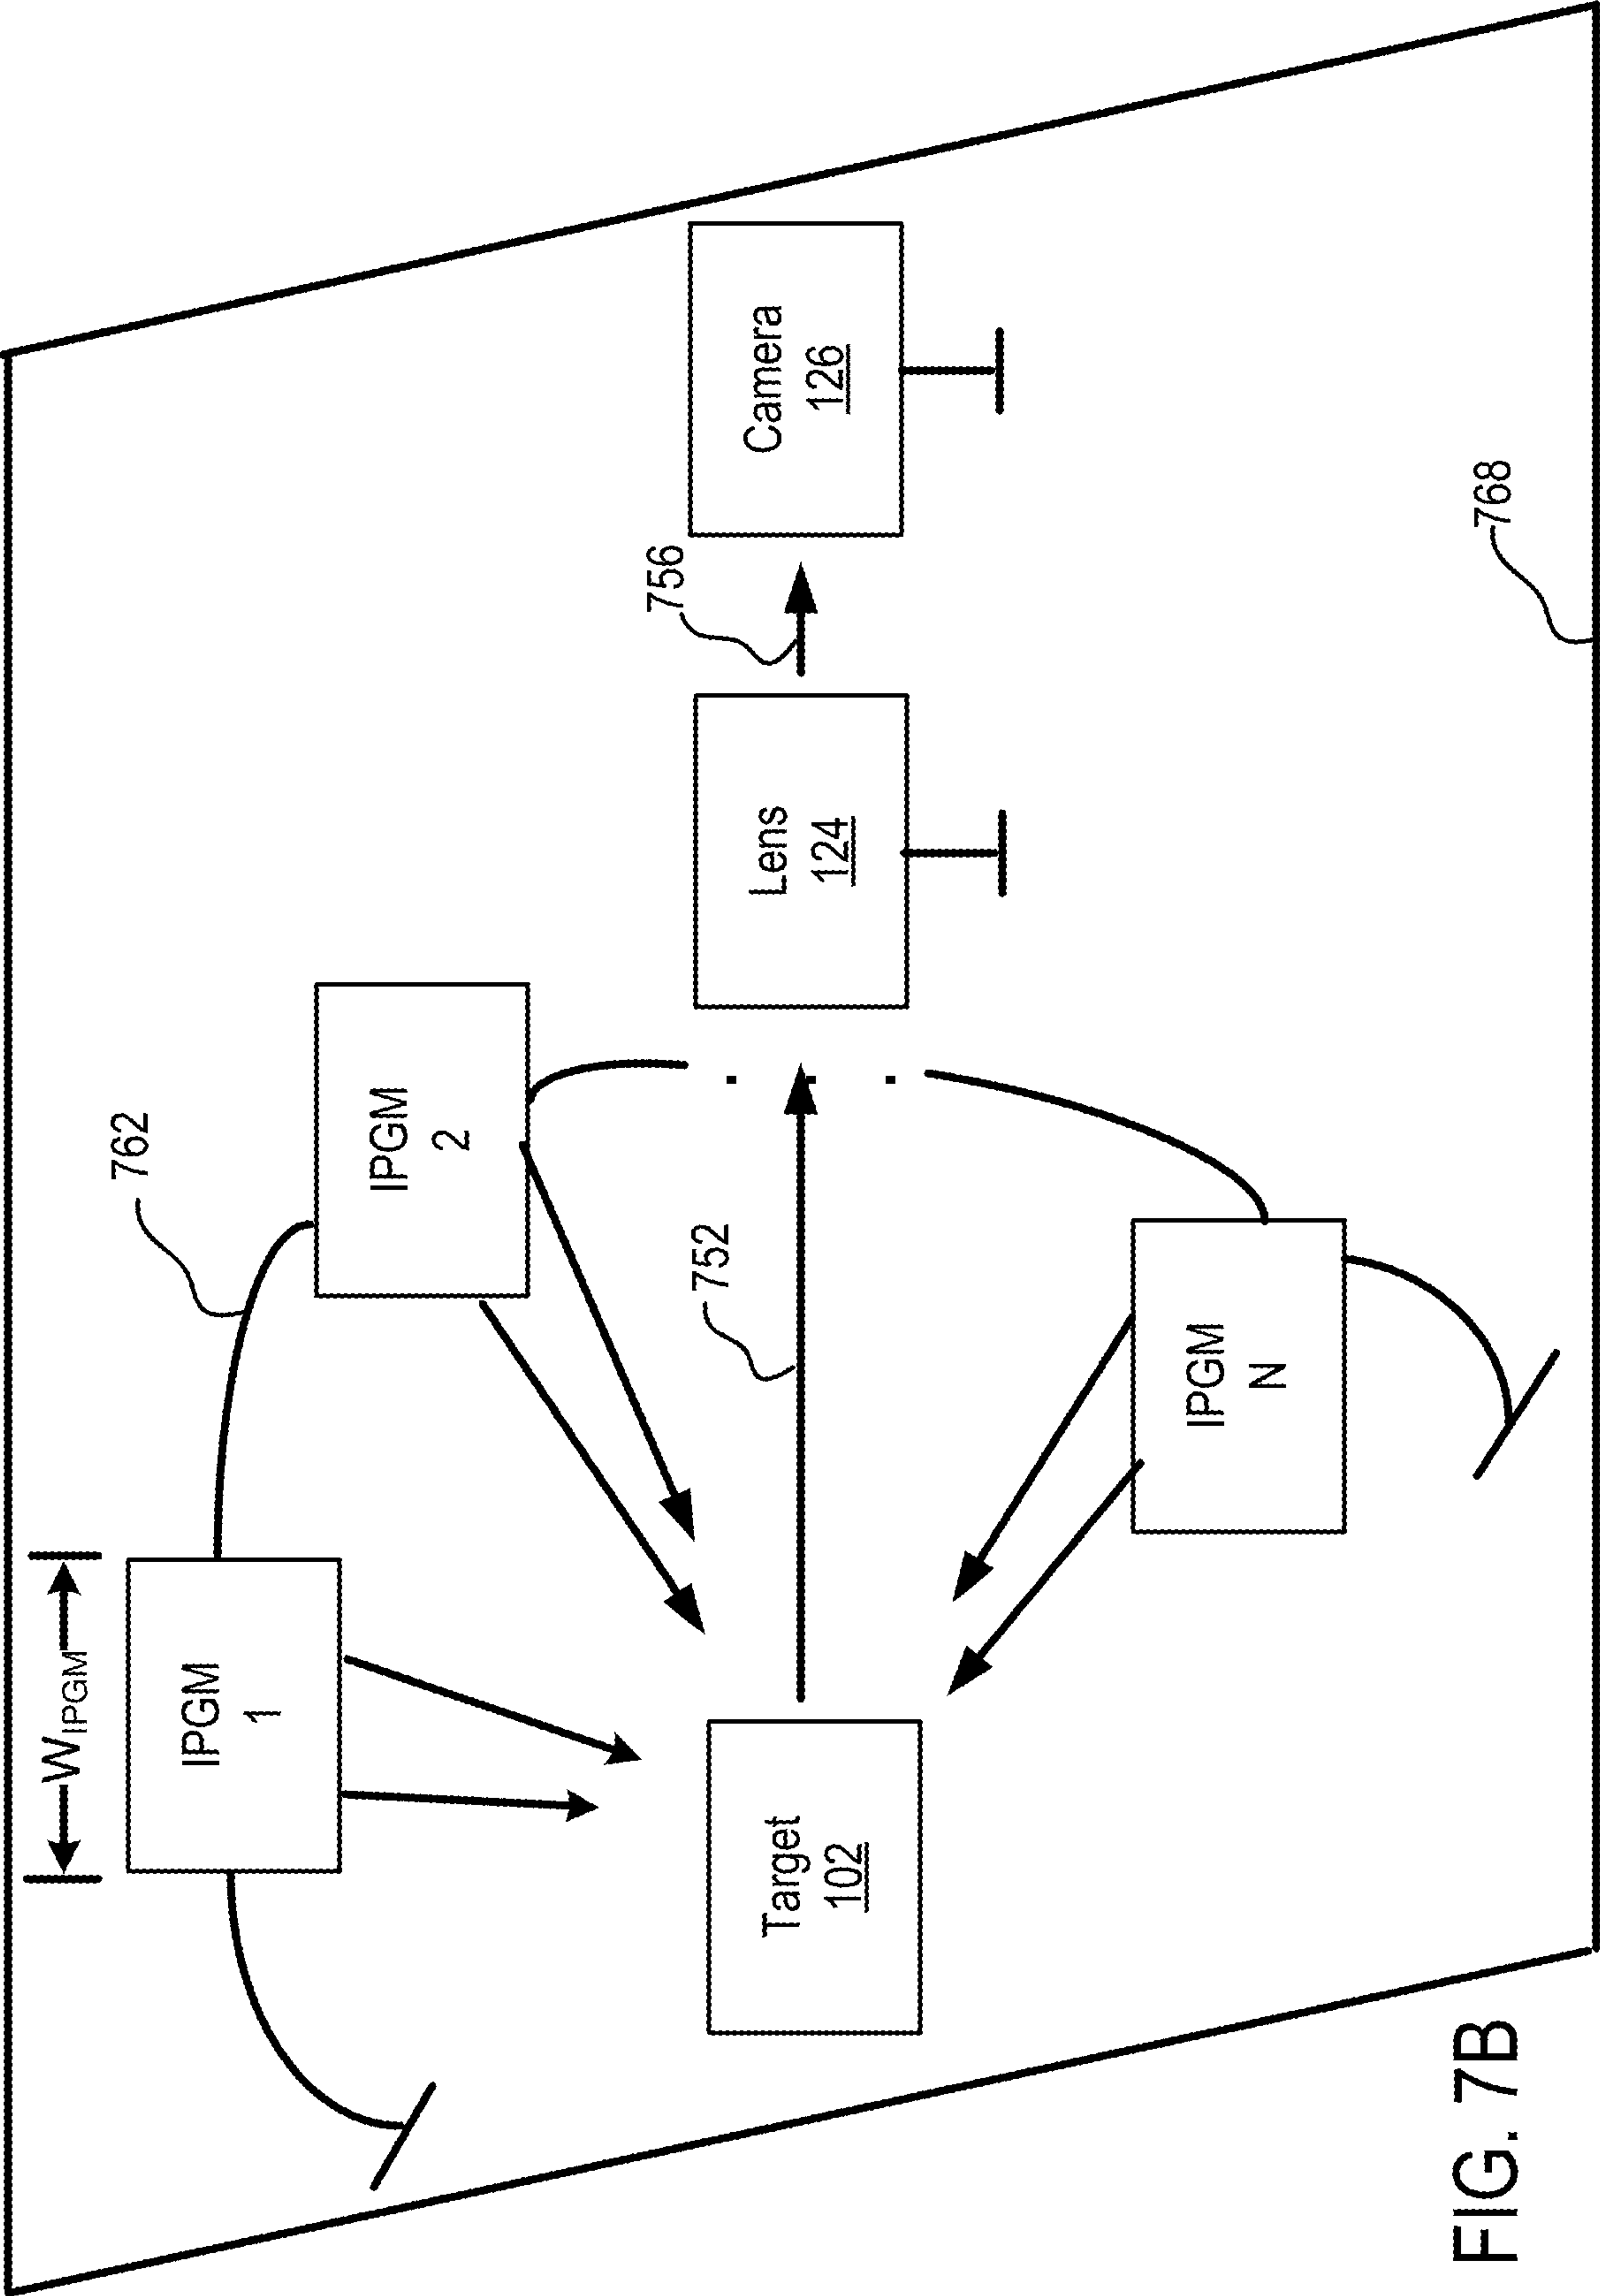 W_IPGM
IPGM
1
762
IPGM
2
Target
102
752
Lens
124
756
Camera
126
IPGM
N
768
FIG. 7B